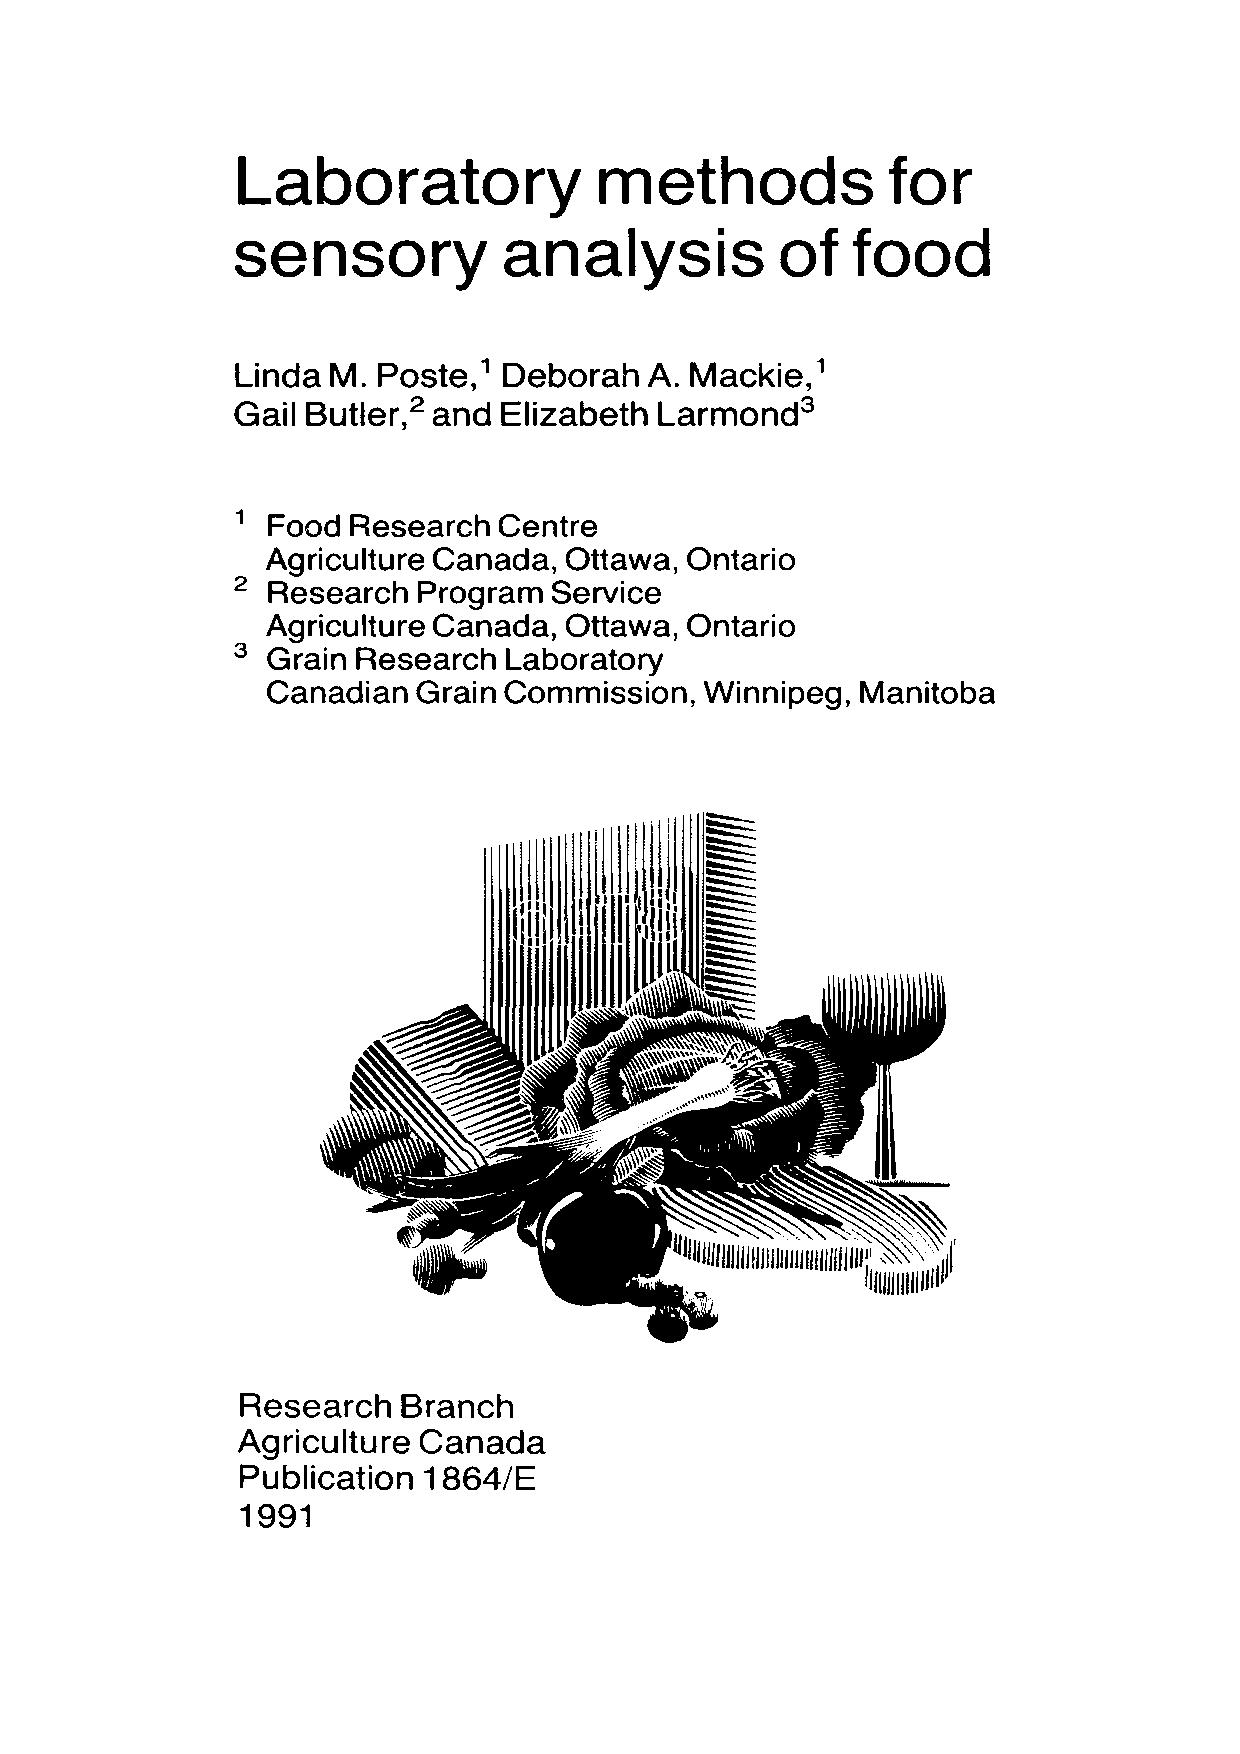 Laboratory methods for
sensory analysis of food
Linda M. Poste,¹ Deborah A. Mackie,¹
Gail Butler,² and Elizabeth Larmond³
¹ Food Research Centre
Agriculture Canada, Ottawa, Ontario
² Research Program Service
Agriculture Canada, Ottawa, Ontario
³ Grain Research Laboratory
Canadian Grain Commission, Winnipeg, Manitoba
OATS
Research Branch
Agriculture Canada
Publication 1864/E
1991